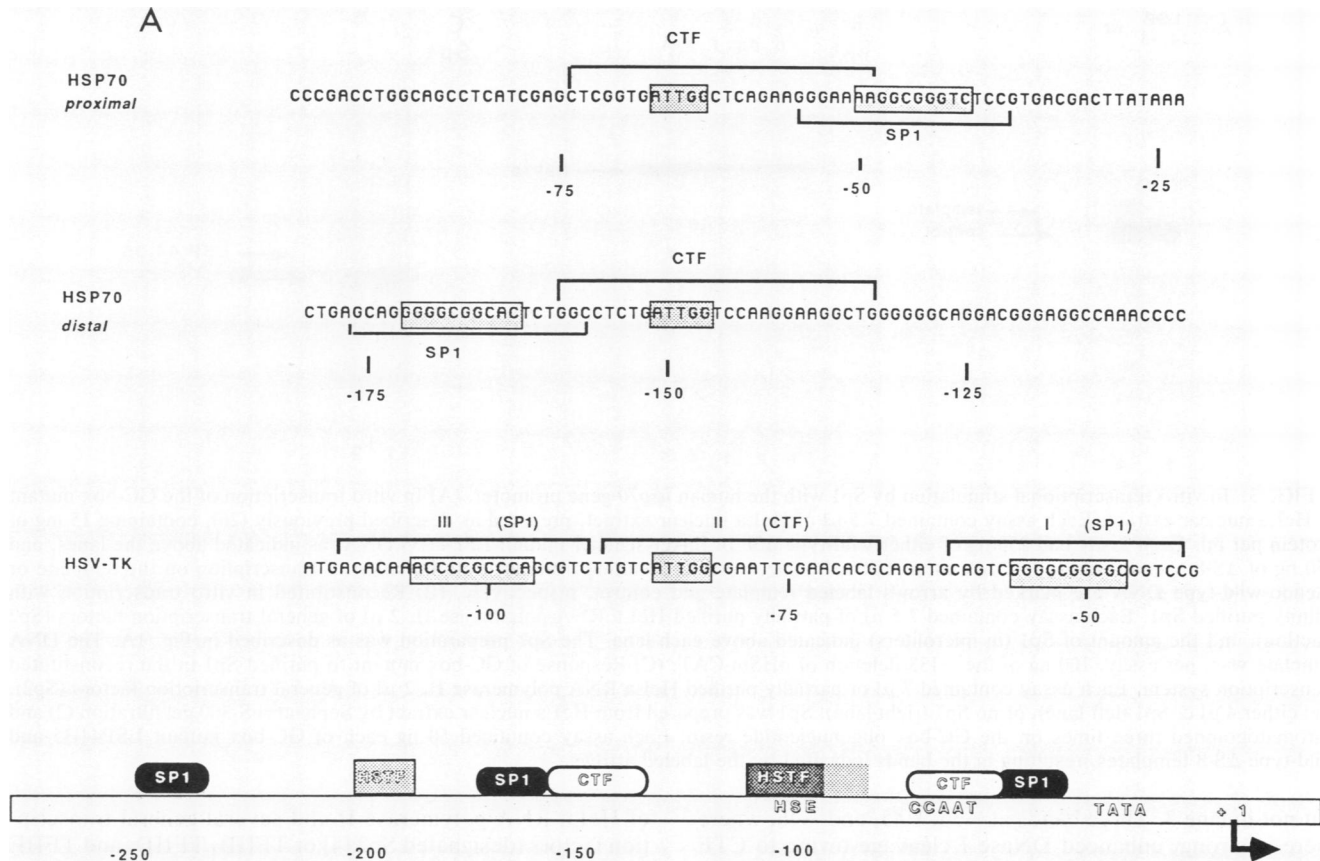 A
CTF
HSP70
proximal
CCCGACCTGGCAGCCTCATCGAGCTCGGTGATTGGCTCAGAAGGGAAAAGGCGGGTCTCCGTGACGACTTATAAA
SP1
-75 -50 -25
CTF
HSP70
distal
CTGAGCAGGGGGCGGCACTCTGGCCTCTGATTGGTCCAAGGAAGGCTGGGGGGCAGGACGGGAGGCCAAACCCC
SP1
-175 -150 -125
III (SP1) II (CTF) I (SP1)
HSV-TK
ATGACACAAACCCCGCCCAGCGTCTTGTCATTGGCGAATTCGAACACGCAGATGCAGTCGGGGCGGCGCGGTCCG
-100 -75 -50
SP1 HSTF SP1 CTF HSTF CTF SP1
HSE CCAAT TATA + 1
-250 -200 -150 -100